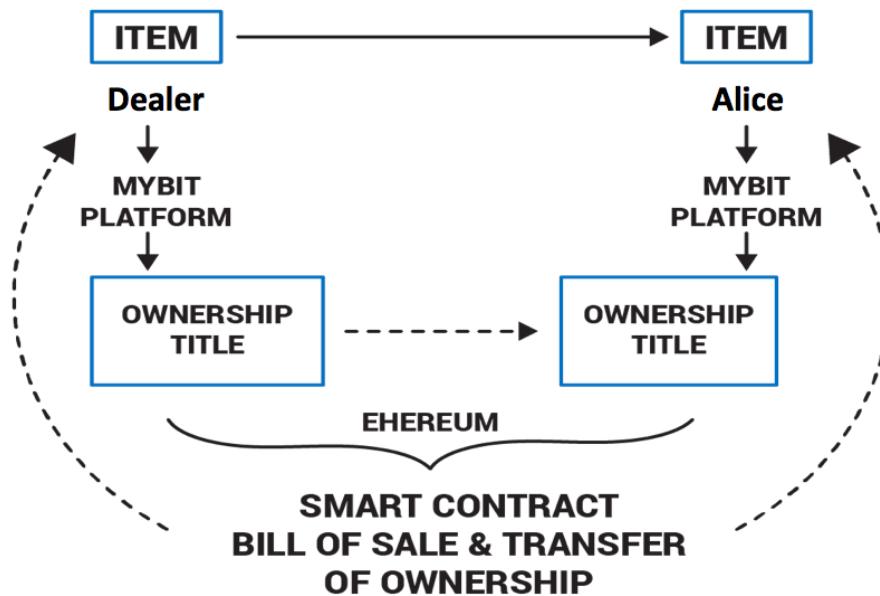 ITEM
ITEM
Dealer
Alice
MYBIT
PLATFORM
MYBIT
PLATFORM
OWNERSHIP
TITLE
OWNERSHIP
TITLE
EHEREUM
SMART CONTRACT
BILL OF SALE & TRANSFER
OF OWNERSHIP